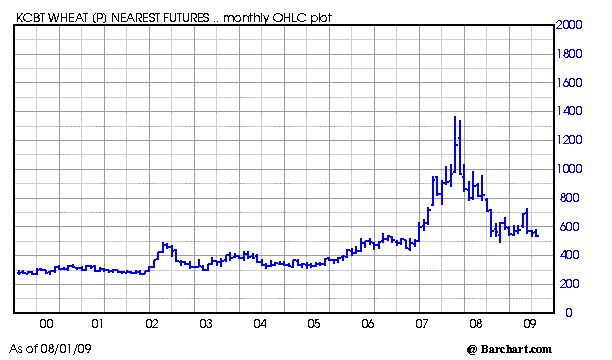 KCBT WHEAT (P) NEAREST FUTURES .. monthly OHLC plot
2000
1800
1600
1400
1200
1000
800
600
400
200
0
00 01 02 03 04 05 06 07 08 09
As of 08/01/09
@ Barchart.com